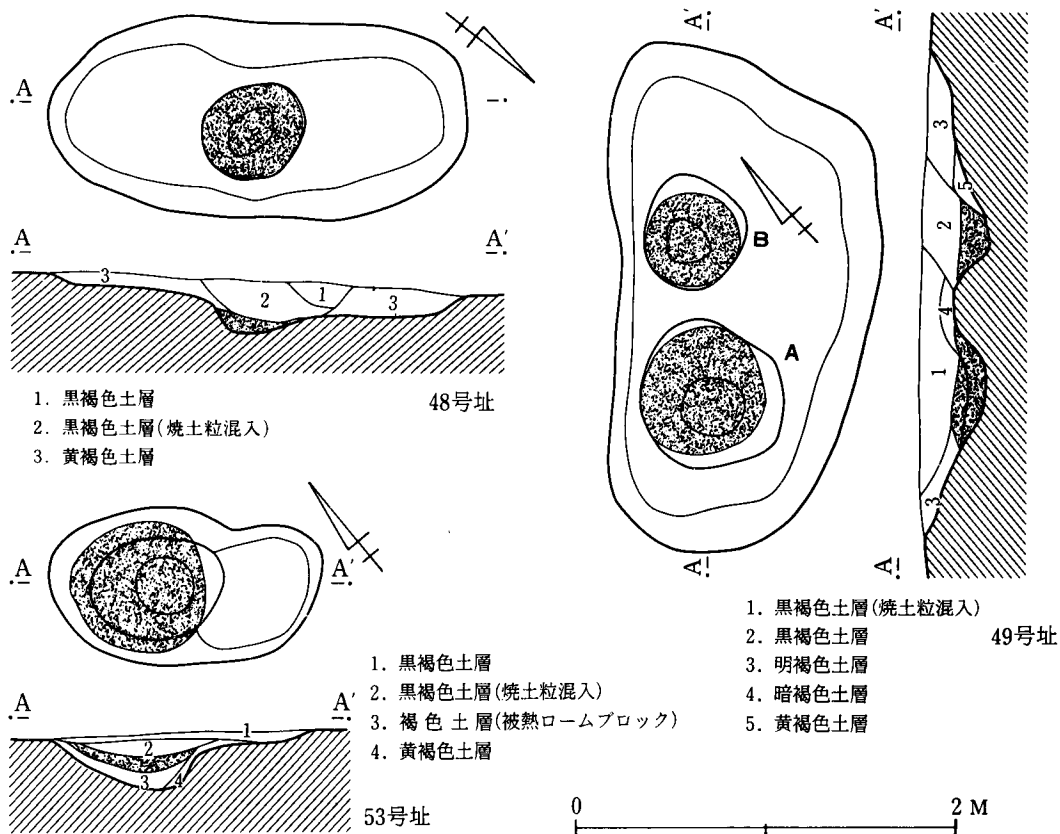 A
A
A′
3
2
1
3
1. 黒褐色土層
2. 黒褐色土層(焼土粒混入)
3. 黄褐色土層
48号址
A
A′
A
A′
1
2
3
4
1. 黒褐色土層
2. 黒褐色土層(焼土粒混入)
3. 褐色土層(被熱ロームブロック)
4. 黄褐色土層
53号址
A′
A′
B
A
A
A
3
5
2
4
1
3
1. 黒褐色土層(焼土粒混入)
2. 黒褐色土層
3. 明褐色土層
4. 暗褐色土層
5. 黄褐色土層
49号址
0
2 M